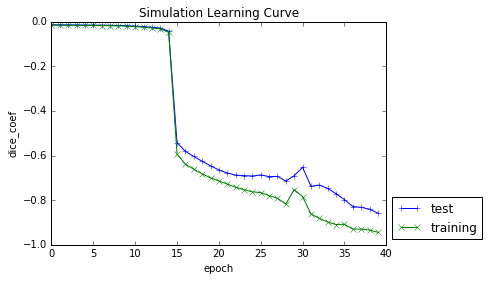 Simulation Learning Curve
0.0
−0.2
−0.4
−0.6
−0.8
−1.0
dice_coef
0 5 10 15 20 25 30 35 40
epoch
test
training